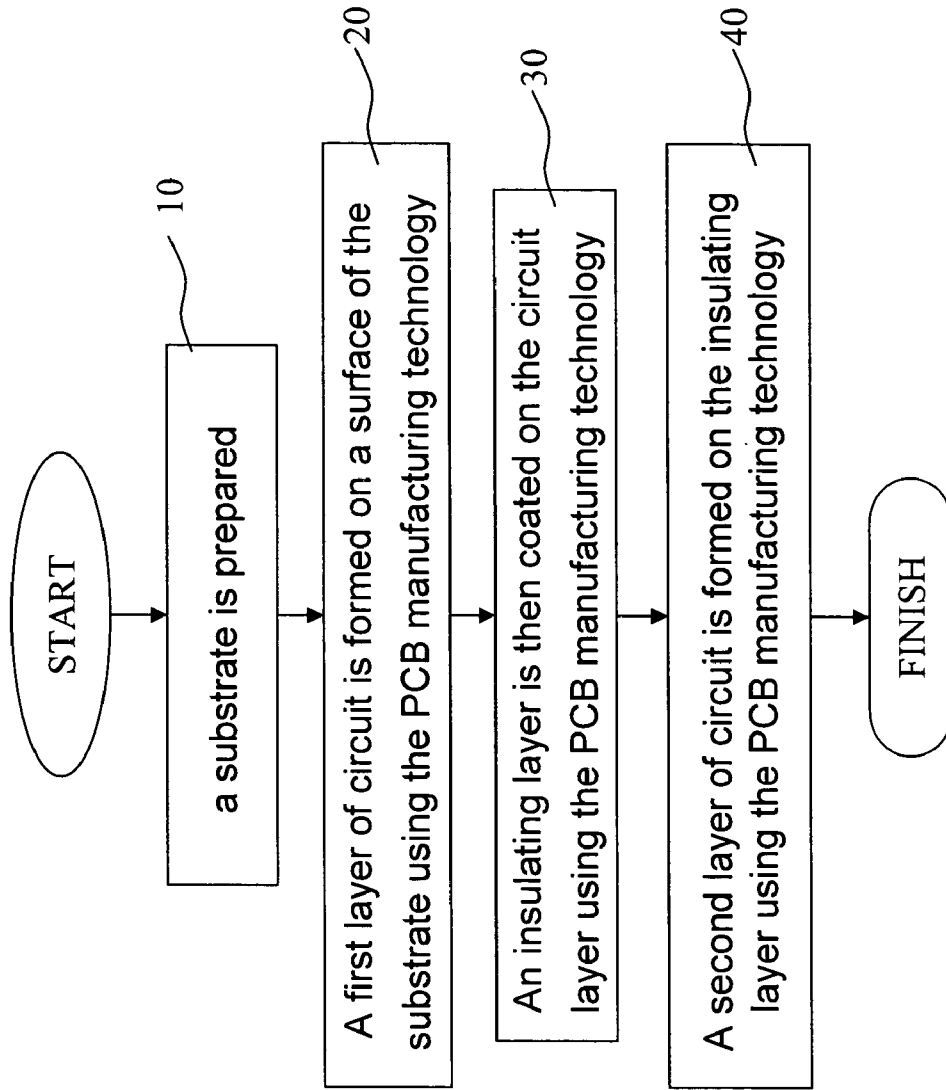 START
a substrate is prepared
10
A first layer of circuit is formed on a surface of the
substrate using the PCB manufacturing technology
20
An insulating layer is then coated on the circuit
layer using the PCB manufacturing technology
30
A second layer of circuit is formed on the insulating
layer using the PCB manufacturing technology
40
FINISH